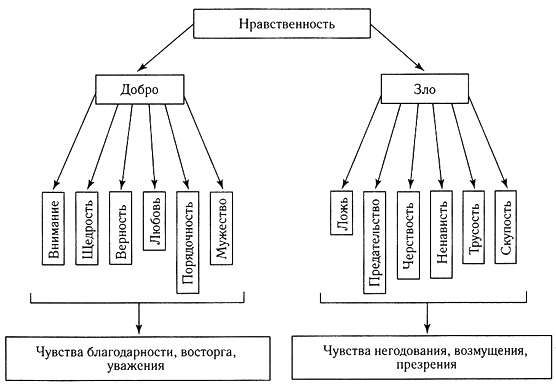 Нравственность
Добро
Зло
Внимание
Щедрость
Верность
Любовь
Порядочность
Мужество
Ложь
Предательство
Черствость
Ненависть
Трусость
Скупость
Чувства благодарности, восторга,
уважения
Чувства негодования, возмущения,
презрения